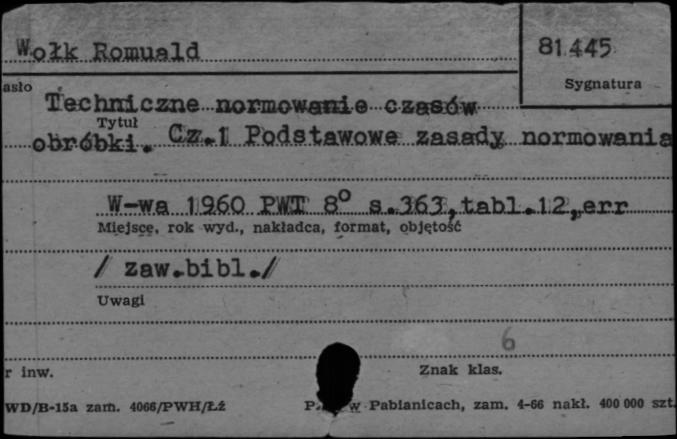 Wołk Romuald
81.445
Sygnatura
asło
Techniczne normowanie czasów
Tytuł
obróbki. Cz.1 Podstawowe zasady normowania
W-wa 1960 PWT 8° s.363,tabl.12,err
Miejsce, rok wyd., nakładca, format, objętość
/ zaw.bibl./
Uwagi
6
r inw.
Znak klas.
WD/B-15a zam. 4066/PWH/Łź
w Pabianicach, zam. 4-66 nakł. 400 000 szt.